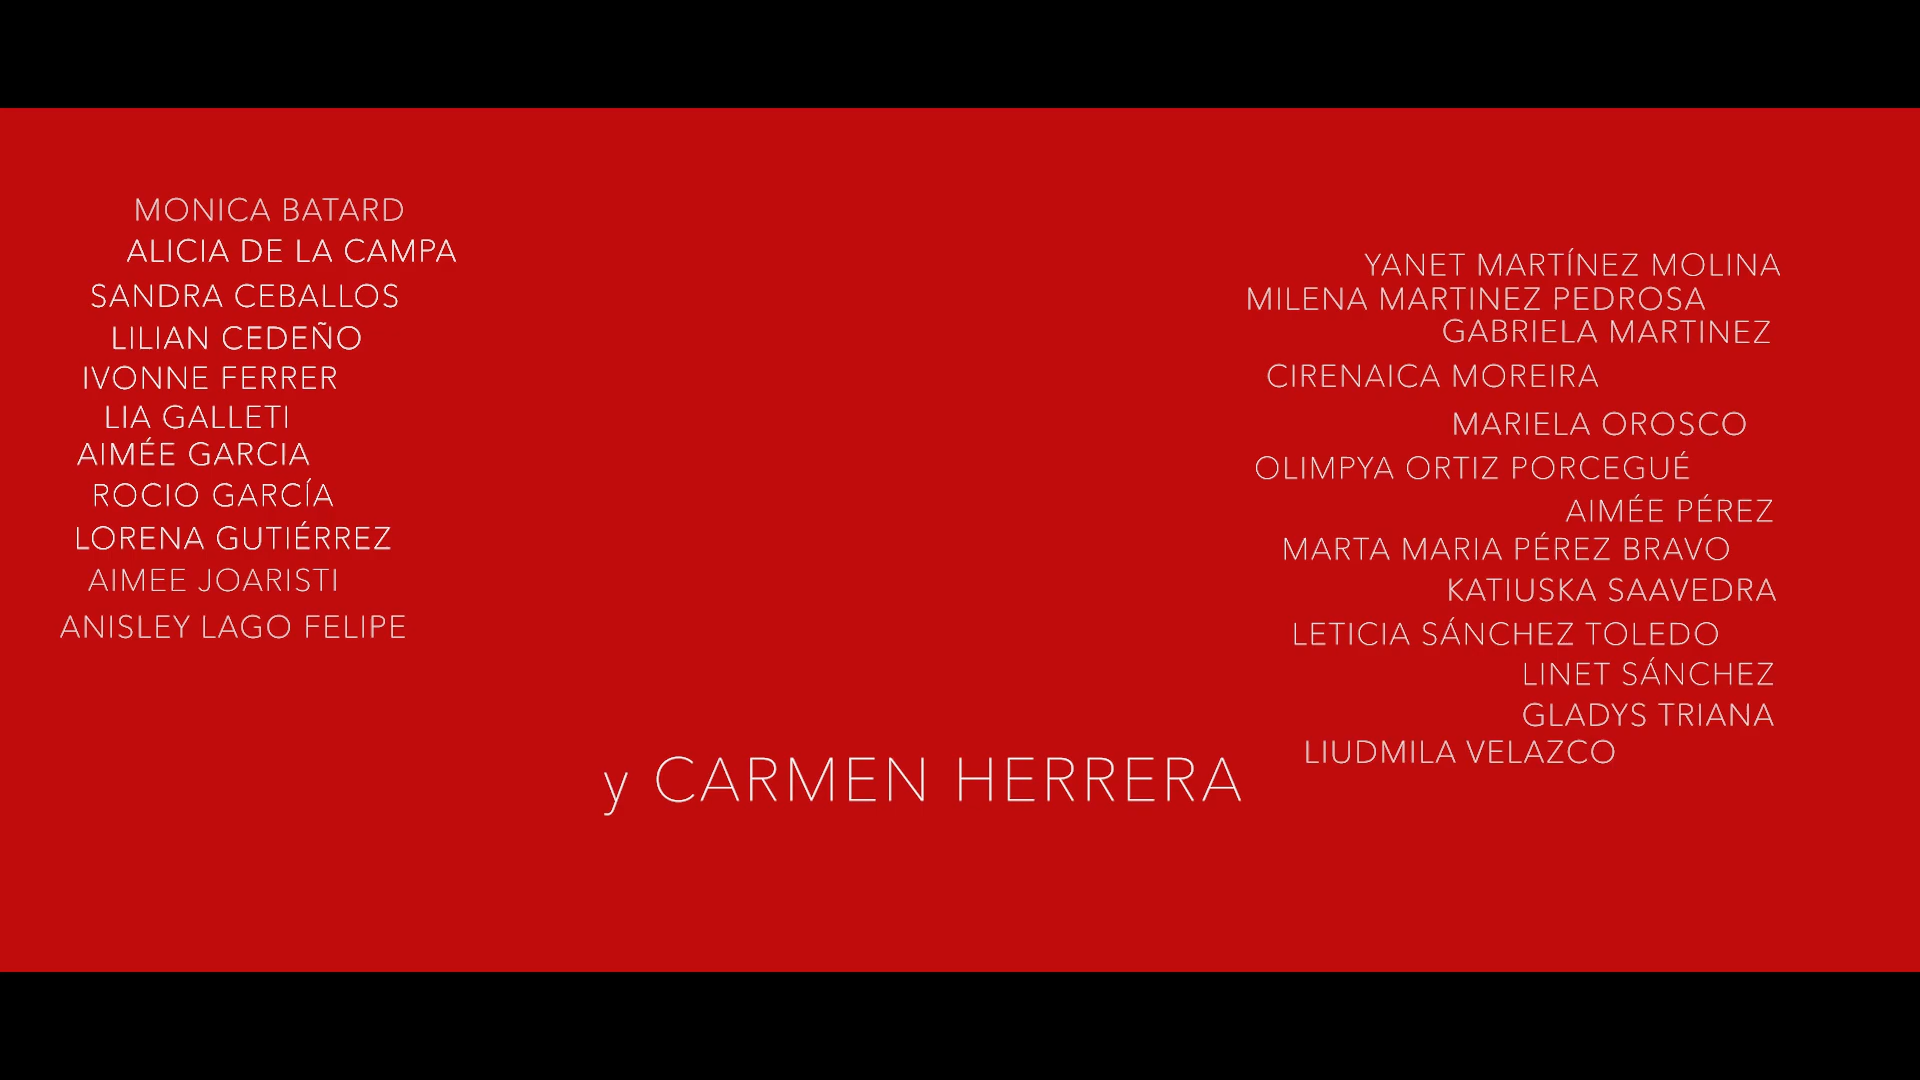 MONICA BATARD
ALICIA DE LA CAMPA
SANDRA CEBALLOS
LILIAN CEDEÑO
IVONNE FERRER
LIA GALLETI
AIMÉE GARCIA
ROCIO GARCÍA
LORENA GUTIÉRREZ
AIMEE JOARISTI
ANISLEY LAGO FELIPE
YANET MARTÍNEZ MOLINA
MILENA MARTINEZ PEDROSA
GABRIELA MARTINEZ
CIRENAICA MOREIRA
MARIELA OROSCO
OLIMPYA ORTIZ PORCEGUÉ
AIMÉE PÉREZ
MARTA MARIA PÉREZ BRAVO
KATIUSKA SAAVEDRA
LETICIA SÁNCHEZ TOLEDO
LINET SÁNCHEZ
GLADYS TRIANA
LIUDMILA VELAZCO
y CARMEN HERRERA